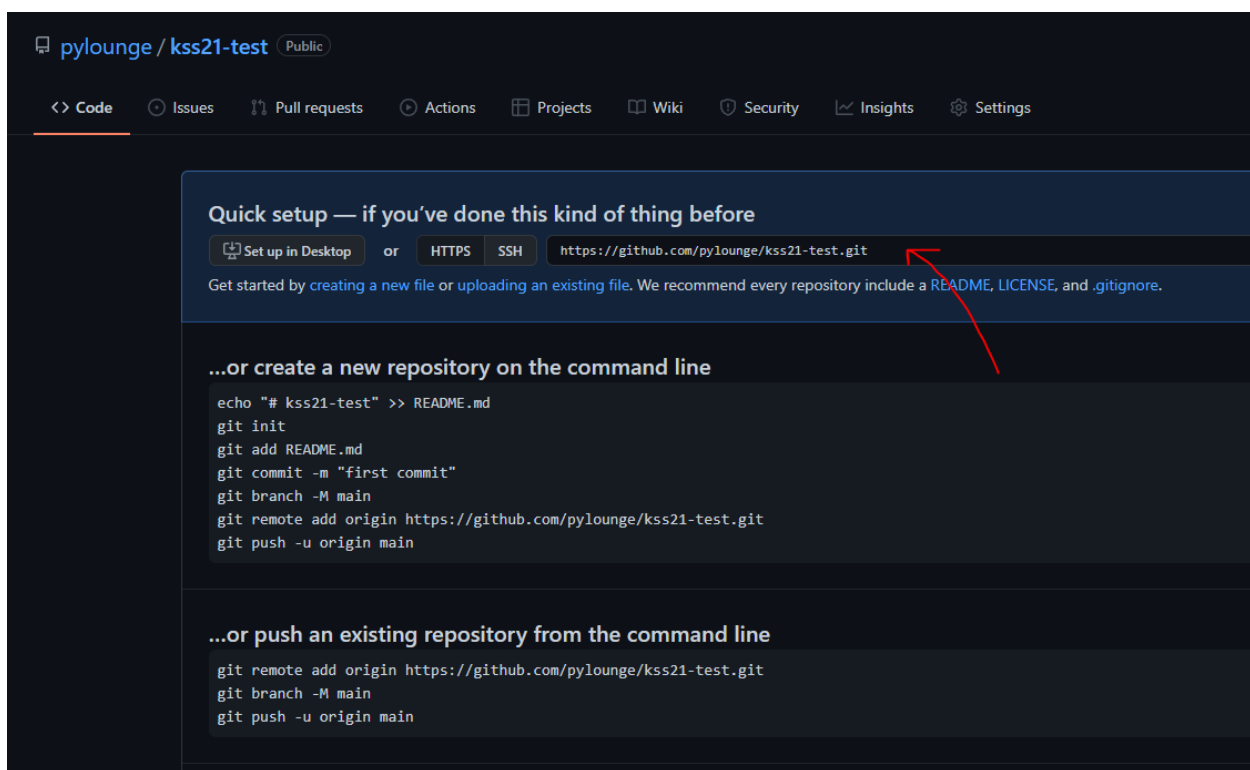 pylounge / kss21-test Public
<> Code Issues Pull requests Actions Projects Wiki Security Insights Settings
Quick setup — if you’ve done this kind of thing before
Set up in Desktop or HTTPS SSH https://github.com/pylounge/kss21-test.git
Get started by creating a new file or uploading an existing file. We recommend every repository include a README, LICENSE, and .gitignore.
…or create a new repository on the command line
echo "# kss21-test" >> README.md
git init
git add README.md
git commit -m "first commit"
git branch -M main
git remote add origin https://github.com/pylounge/kss21-test.git
git push -u origin main
…or push an existing repository from the command line
git remote add origin https://github.com/pylounge/kss21-test.git
git branch -M main
git push -u origin main